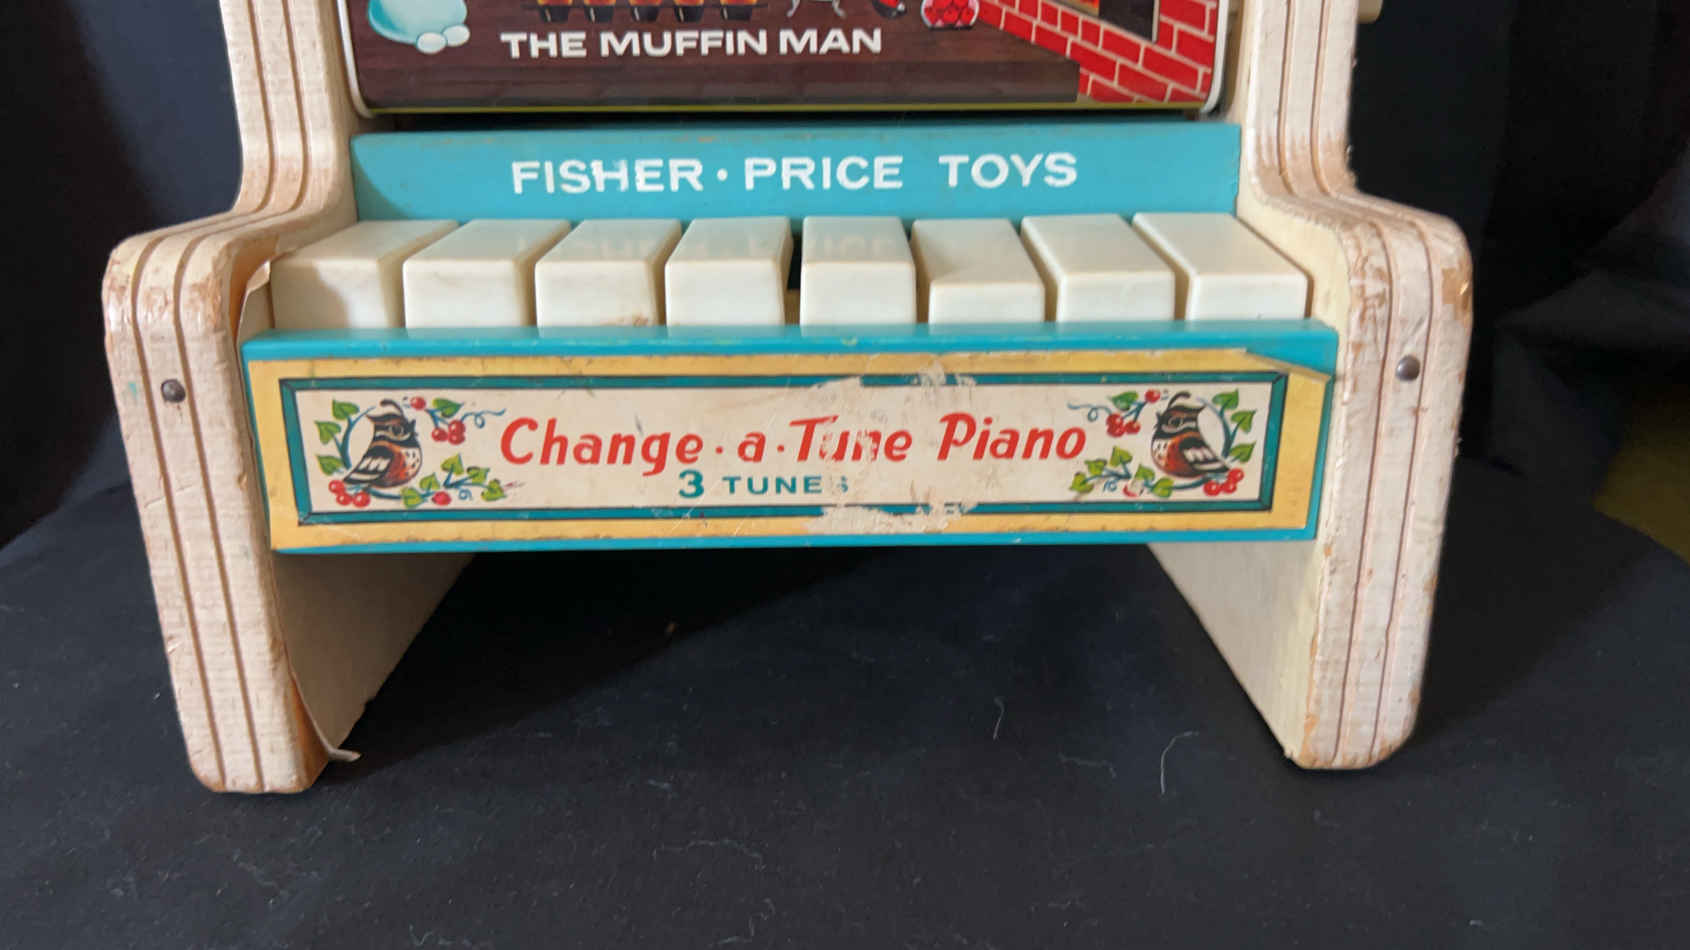 THE MUFFIN MAN
FISHER·PRICE TOYS
Change·a·Tune Piano
3 TUNES